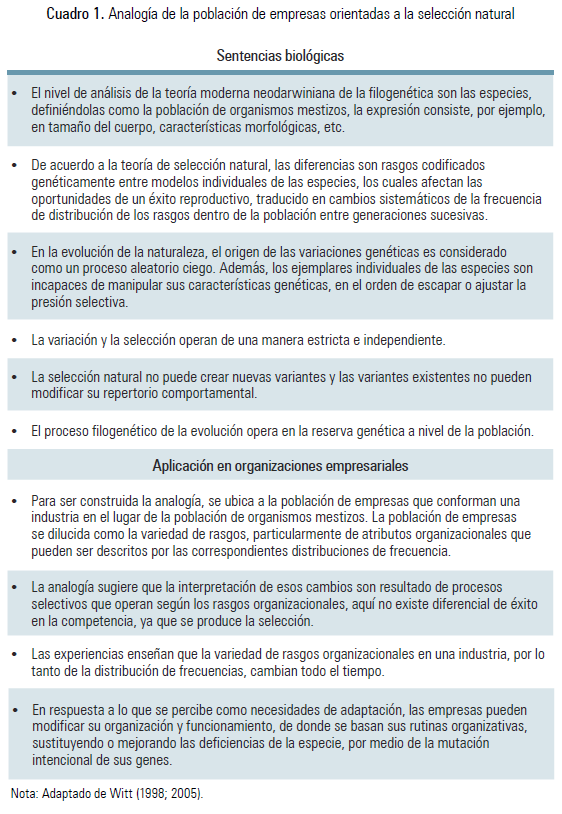 Cuadro 1. Analogía de la población de empresas orientadas a la selección natural
Sentencias biológicas
• El nivel de análisis de la teoría moderna neodarwiniana de la filogenética son las especies,
definiéndolas como la población de organismos mestizos, la expresión consiste, por ejemplo,
en tamaño del cuerpo, características morfológicas, etc.
• De acuerdo a la teoría de selección natural, las diferencias son rasgos codificados
genéticamente entre modelos individuales de las especies, los cuales afectan las
oportunidades de un éxito reproductivo, traducido en cambios sistemáticos de la frecuencia
de distribución de los rasgos dentro de la población entre generaciones sucesivas.
• En la evolución de la naturaleza, el origen de las variaciones genéticas es considerado
como un proceso aleatorio ciego. Además, los ejemplares individuales de las especies son
incapaces de manipular sus características genéticas, en el orden de escapar o ajustar la
presión selectiva.
• La variación y la selección operan de una manera estricta e independiente.
• La selección natural no puede crear nuevas variantes y las variantes existentes no pueden
modificar su repertorio comportamental.
• El proceso filogenético de la evolución opera en la reserva genética a nivel de la población.
Aplicación en organizaciones empresariales
• Para ser construida la analogía, se ubica a la población de empresas que conforman una
industria en el lugar de la población de organismos mestizos. La población de empresas
se dilucida como la variedad de rasgos, particularmente de atributos organizacionales que
pueden ser descritos por las correspondientes distribuciones de frecuencia.
• La analogía sugiere que la interpretación de esos cambios son resultado de procesos
selectivos que operan según los rasgos organizacionales, aquí no existe diferencial de éxito
en la competencia, ya que se produce la selección.
• Las experiencias enseñan que la variedad de rasgos organizacionales en una industria, por lo
tanto de la distribución de frecuencias, cambian todo el tiempo.
• En respuesta a lo que se percibe como necesidades de adaptación, las empresas pueden
modificar su organización y funcionamiento, de donde se basan sus rutinas organizativas,
sustituyendo o mejorando las deficiencias de la especie, por medio de la mutación
intencional de sus genes.
Nota: Adaptado de Witt (1998; 2005).